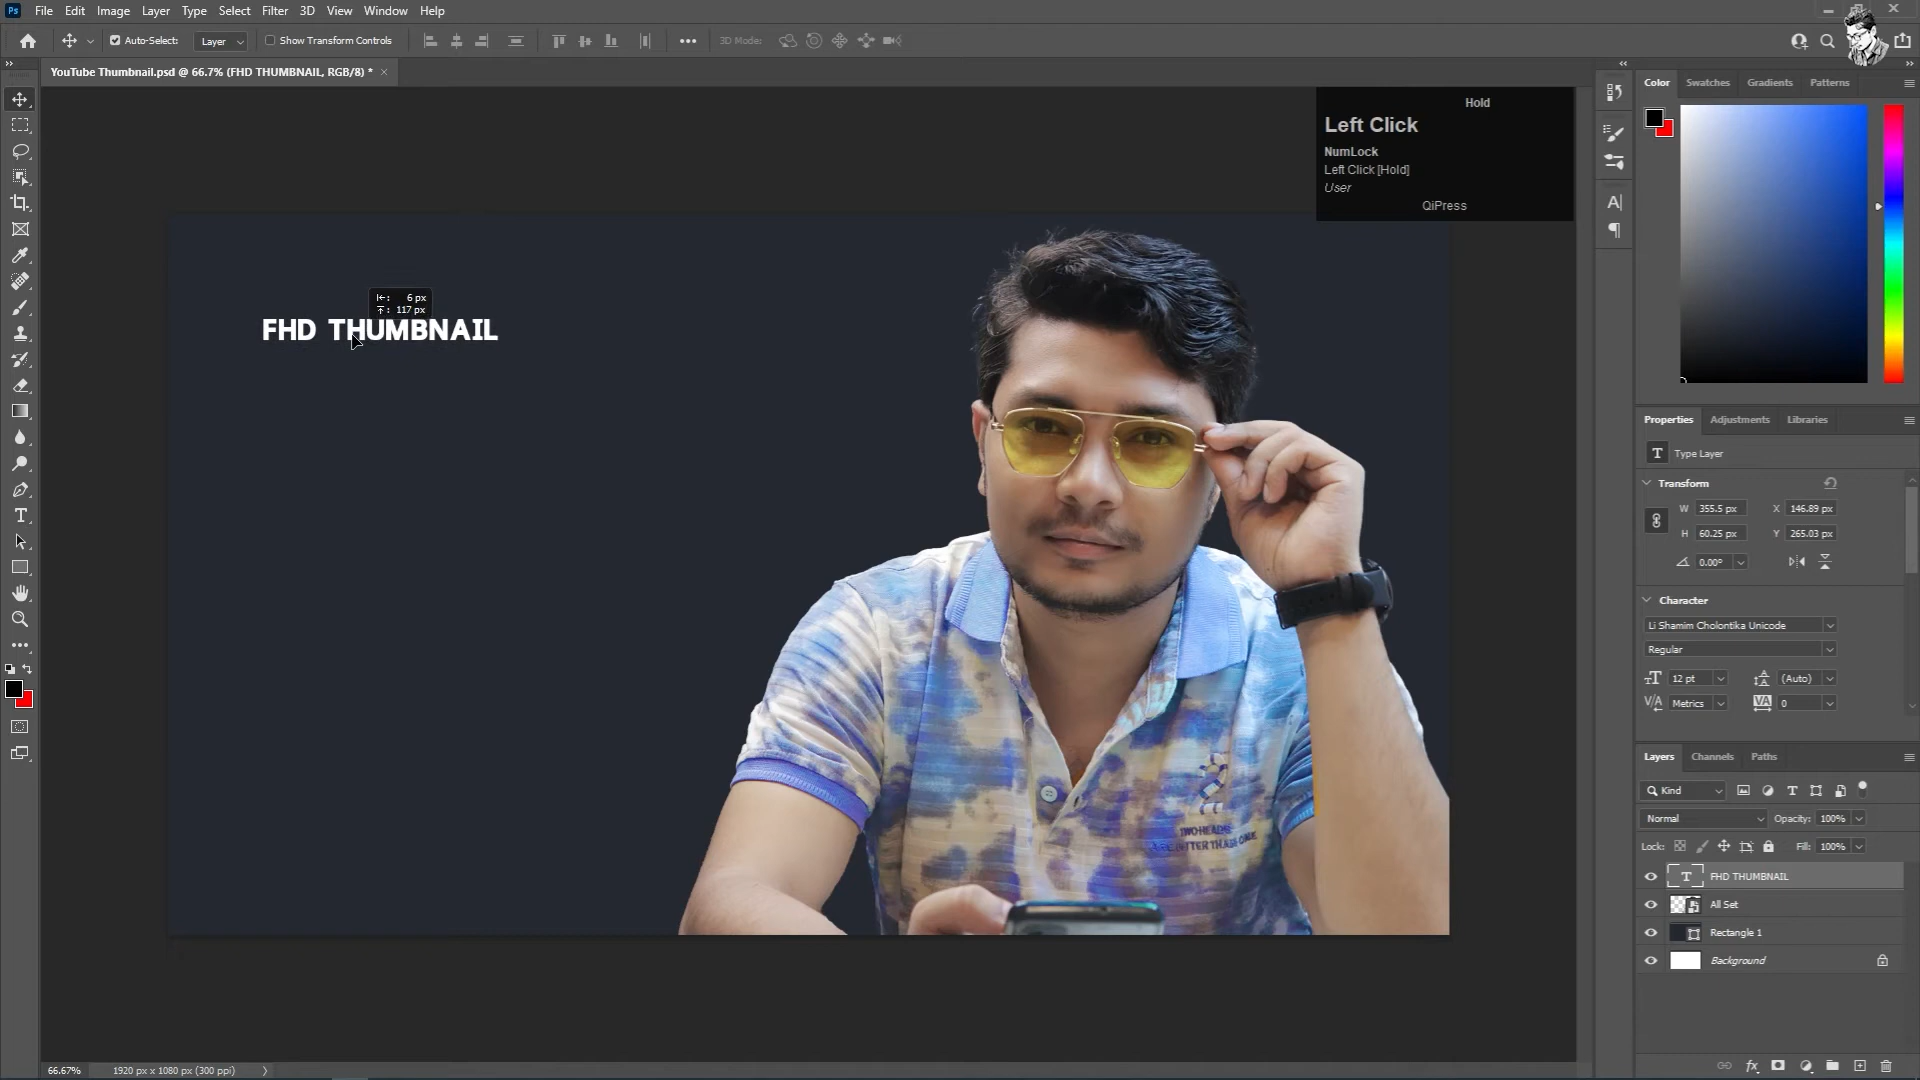 Ps File Edit Image Layer Type Select Filter 3D View Window Help
Auto-Select: Layer Show Transform Controls 3D Mode:
YouTube Thumbnail.psd @ 66.7% (FHD THUMBNAIL, RGB/8) * ×
Hold
Left Click
NumLock
Left Click [Hold]
User
QiPress
6 px
117 px
FHD THUMBNAIL
Color Swatches Gradients Patterns
Properties Adjustments Libraries
T Type Layer
Transform
W 355.5 px X 146.89 px
H 60.25 px Y 265.03 px
0.00°
Character
Li Shamim Cholontika Unicode
Regular
12 pt (Auto)
Metrics 0
Layers Channels Paths
Kind
Normal Opacity: 100%
Lock: Fill: 100%
T FHD THUMBNAIL
All Set
Rectangle 1
Background
66.67% 1920 px x 1080 px (300 ppi)